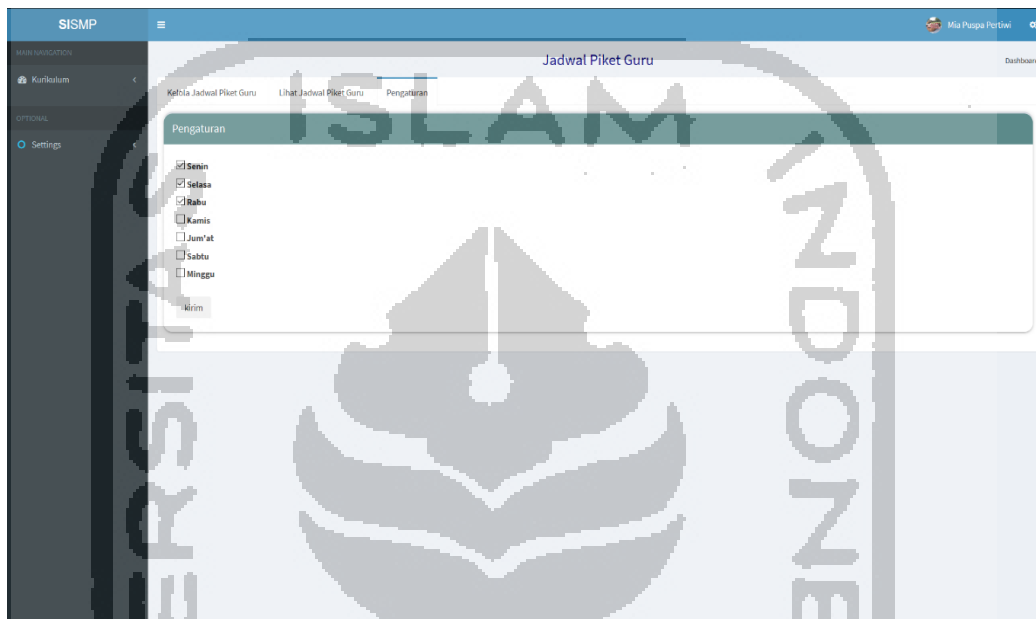 SISMP
Mia Puspa Pertiwi
MAIN NAVIGATION
Kurikulum
OPTIONAL
Settings
Jadwal Piket Guru
Dashboard
Kelola Jadwal Piket Guru
Lihat Jadwal Piket Guru
Pengaturan
Pengaturan
Senin
Selasa
Rabu
Kamis
Jum'at
Sabtu
Minggu
kirim
ISLAM